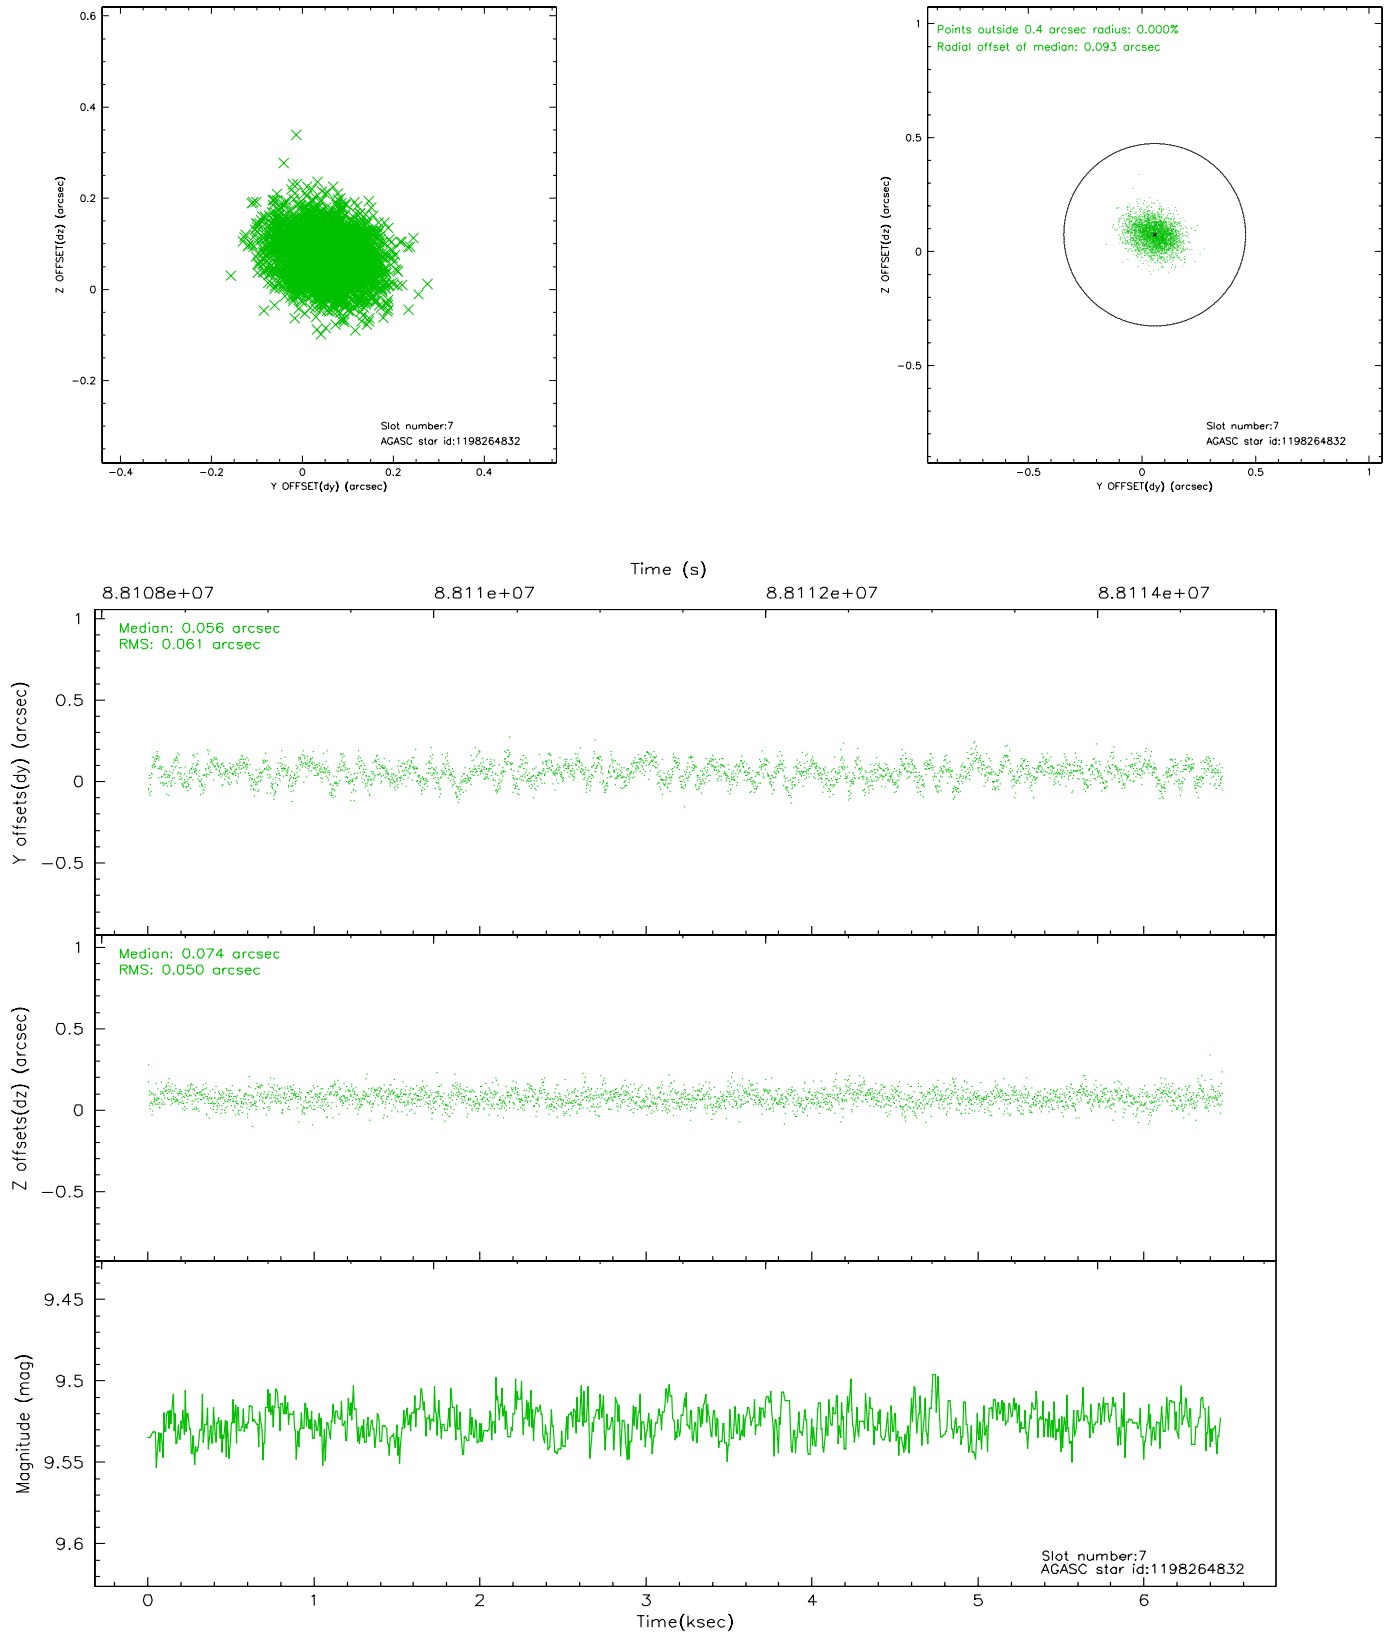 0.6
0.4
0.2
0
−0.2
Z OFFSET(dz) (arcsec)
Slot number:7
AGASC star id:1198264832
−0.4 −0.2 0 0.2 0.4
Y OFFSET(dy) (arcsec)
Points outside 0.4 arcsec radius: 0.000%
Radial offset of median: 0.093 arcsec
1
0.5
0
−0.5
Z OFFSET(dz) (arcsec)
Slot number:7
AGASC star id:1198264832
−0.5 0 0.5 1
Y OFFSET(dy) (arcsec)
Time (s)
8.8108e+07 8.811e+07 8.8112e+07 8.8114e+07
Median: 0.056 arcsec
RMS: 0.061 arcsec
1
0.5
0
−0.5
Y offsets(dy) (arcsec)
Median: 0.074 arcsec
RMS: 0.050 arcsec
1
0.5
0
−0.5
Z offsets(dz) (arcsec)
9.45
9.5
9.55
9.6
Magnitude (mag)
Slot number:7
AGASC star id:1198264832
0 1 2 3 4 5 6
Time(ksec)